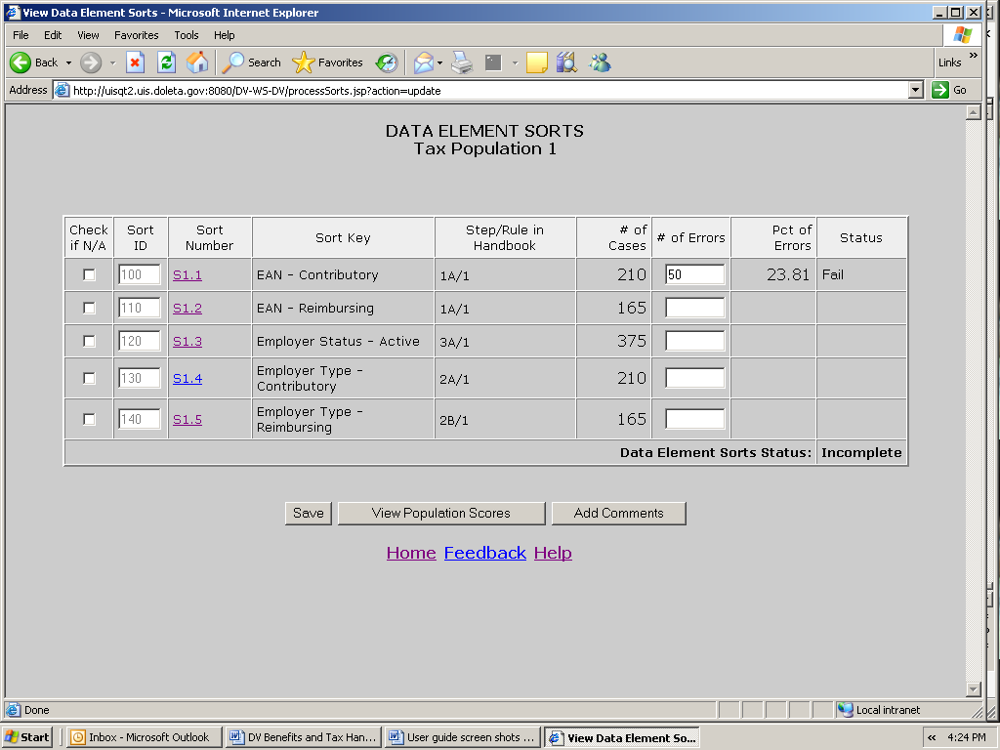 View Data Element Sorts - Microsoft Internet Explorer
File Edit View Favorites Tools Help
Back Search Favorites Links »
Address http://uisqt2.uis.doleta.gov:8080/DV-WS-DV/processSorts.jsp?action=update Go
DATA ELEMENT SORTS
Tax Population 1
Check if N/A Sort ID Sort Number Sort Key Step/Rule in Handbook # of Cases # of Errors Pct of Errors Status
100 S1.1 EAN - Contributory 1A/1 210 50 23.81 Fail
110 S1.2 EAN - Reimbursing 1A/1 165
120 S1.3 Employer Status - Active 3A/1 375
130 S1.4 Employer Type - Contributory 2A/1 210
140 S1.5 Employer Type - Reimbursing 2B/1 165
Data Element Sorts Status: Incomplete
Save View Population Scores Add Comments
Home Feedback Help
Done Local intranet
Start Inbox - Microsoft Outlook DV Benefits and Tax Han... User guide screen shots ... View Data Element So... « 4:24 PM